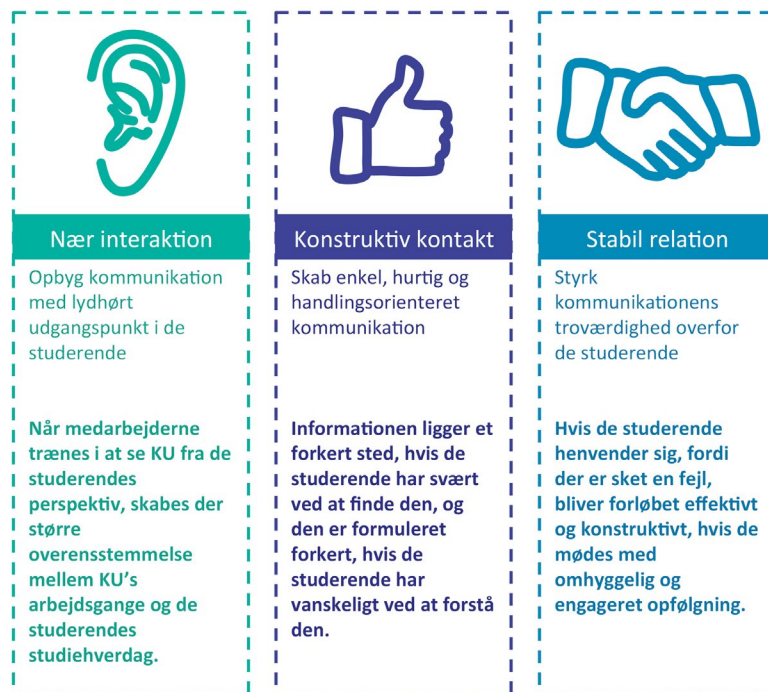 Nær interaktion
Opbyg kommunikation
med lydhørt
udgangspunkt i de
studerende
Når medarbejderne
trænes i at se KU fra de
studerendes
perspektiv, skabes der
større
overensstemmelse
mellem KU’s
arbejdsgange og de
studerendes
studiehverdag.
Konstruktiv kontakt
Skab enkel, hurtig og
handlingsorienteret
kommunikation
Informationen ligger et
forkert sted, hvis de
studerende har svært
ved at finde den, og
den er formuleret
forkert, hvis de
studerende har
vanskeligt ved at forstå
den.
Stabil relation
Styrk
kommunikationens
troværdighed overfor
de studerende
Hvis de studerende
henvender sig, fordi
der er sket en fejl,
bliver forløbet effektivt
og konstruktivt, hvis de
mødes med
omhyggelig og
engageret opfølgning.